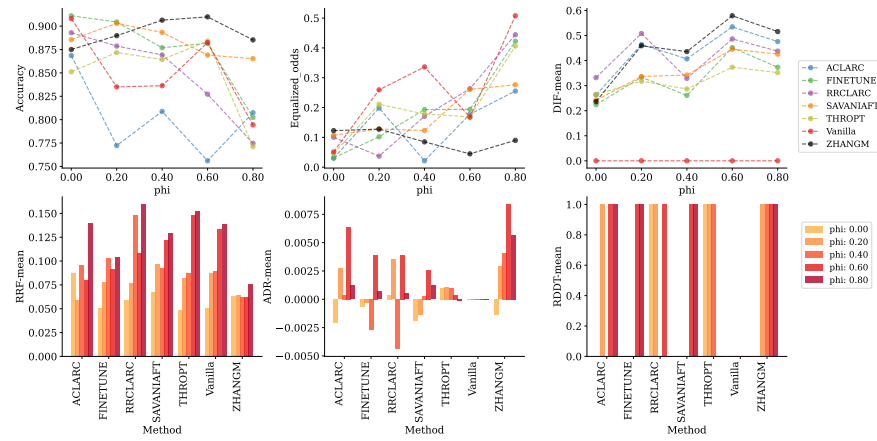 0.900
0.875
0.850
0.825
0.800
0.775
0.750
Accuracy
0.00 0.20 0.40 0.60 0.80
phi
0.5
0.4
0.3
0.2
0.1
0.0
Equalized odds
0.00 0.20 0.40 0.60 0.80
phi
0.6
0.5
0.4
0.3
0.2
0.1
0.0
DIF-mean
0.00 0.20 0.40 0.60 0.80
phi
ACLARC
FINETUNE
RRCLARC
SAVANIAFT
THROPT
Vanilla
ZHANGM
0.150
0.125
0.100
0.075
0.050
0.025
0.000
RRF-mean
ACLARC
FINETUNE
RRCLARC
SAVANIAFT
THROPT
Vanilla
ZHANGM
Method
0.0075
0.0050
0.0025
0.0000
−0.0025
−0.0050
ADR-mean
ACLARC
FINETUNE
RRCLARC
SAVANIAFT
THROPT
Vanilla
ZHANGM
Method
1.0
0.8
0.6
0.4
0.2
0.0
RDDT-mean
ACLARC
FINETUNE
RRCLARC
SAVANIAFT
THROPT
Vanilla
ZHANGM
Method
phi: 0.00
phi: 0.20
phi: 0.40
phi: 0.60
phi: 0.80